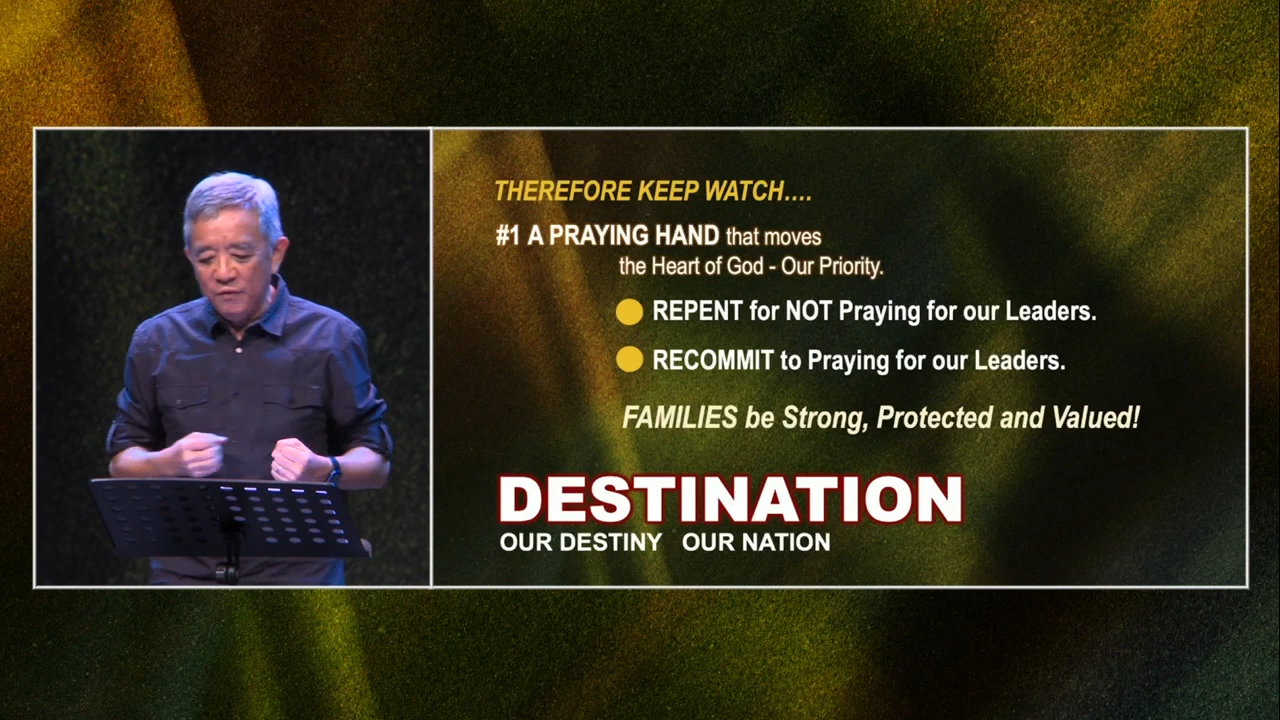 THEREFORE KEEP WATCH....
#1 A PRAYING HAND that moves
the Heart of God - Our Priority.
REPENT for NOT Praying for our Leaders.
RECOMMIT to Praying for our Leaders.
FAMILIES be Strong, Protected and Valued!
DESTINATION
OUR DESTINY OUR NATION